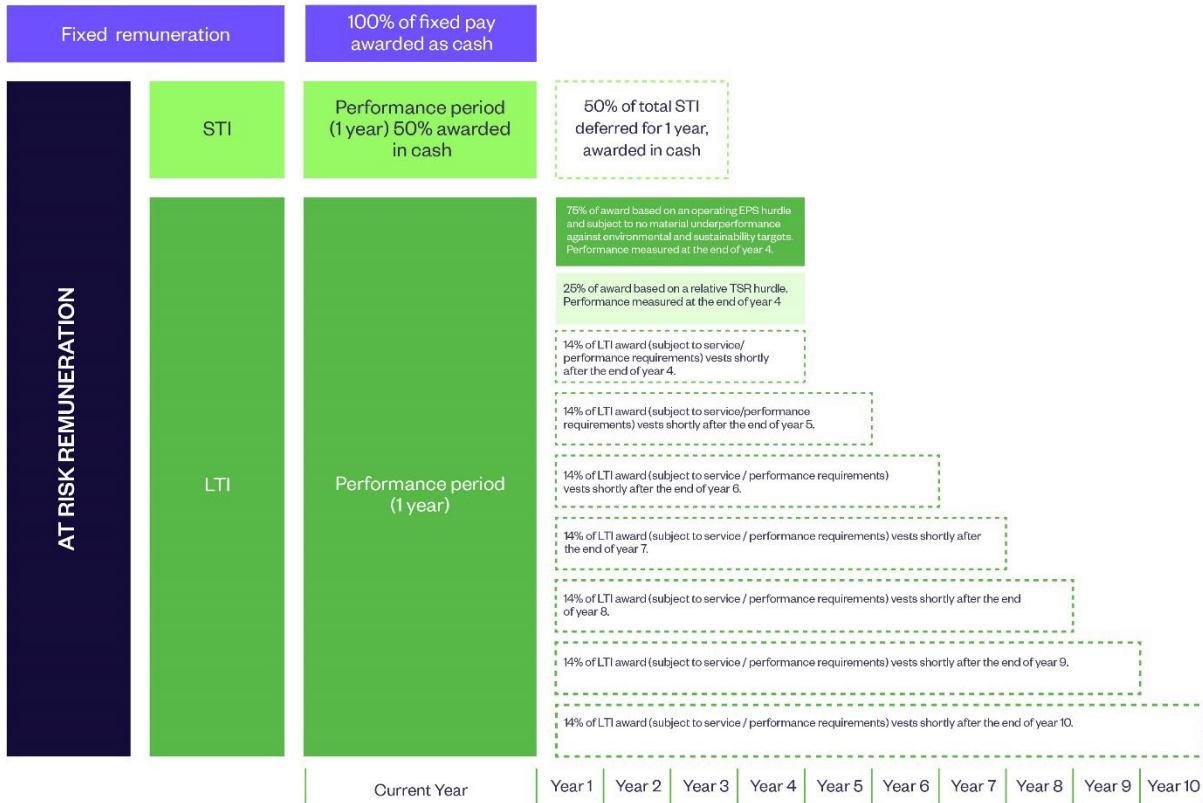 Fixed remuneration
100% of fixed pay
awarded as cash
AT RISK REMUNERATION
STI
Performance period
(1 year) 50% awarded
in cash
50% of total STI
deferred for 1 year,
awarded in cash
LTI
Performance period
(1 year)
75% of award based on an operating EPS hurdle
and subject to no material underperformance
against environmental and sustainability targets.
Performance measured at the end of year 4.
25% of award based on a relative TSR hurdle.
Performance measured at the end of year 4
14% of LTI award (subject to service/
performance requirements) vests shortly
after the end of year 4.
14% of LTI award (subject to service/performance
requirements) vests shortly after the end of year 5.
14% of LTI award (subject to service / performance requirements)
vests shortly after the end of year 6.
14% of LTI award (subject to service / performance requirements) vests shortly after
the end of year 7.
14% of LTI award (subject to service / performance requirements) vests shortly after the end
of year 8.
14% of LTI award (subject to service / performance requirements) vests shortly after the end of year 9.
14% of LTI award (subject to service / performance requirements) vests shortly after the end of year 10.
Current Year Year 1 Year 2 Year 3 Year 4 Year 5 Year 6 Year 7 Year 8 Year 9 Year 10